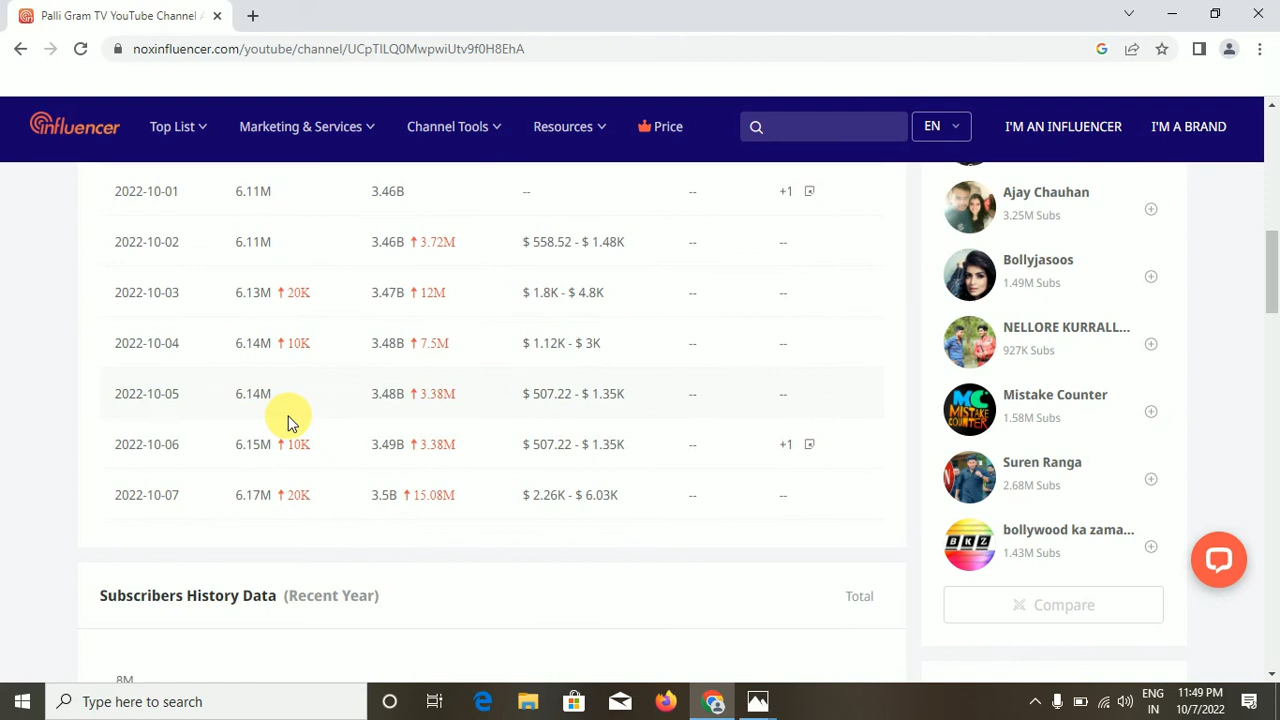 Palli Gram TV YouTube Channel A
noxinfluencer.com/youtube/channel/UCpTILQ0MwpwiUtv9f0H8EhA
influencer
Top List
Marketing & Services
Channel Tools
Resources
Price
EN
I'M AN INFLUENCER
I'M A BRAND
2022-10-01 6.11M 3.46B -- -- +1
2022-10-02 6.11M 3.46B ↑3.72M $ 558.52 - $ 1.48K -- --
2022-10-03 6.13M ↑20K 3.47B ↑12M $ 1.8K - $ 4.8K -- --
2022-10-04 6.14M ↑10K 3.48B ↑7.5M $ 1.12K - $ 3K -- --
2022-10-05 6.14M 3.48B ↑3.38M $ 507.22 - $ 1.35K -- --
2022-10-06 6.15M ↑10K 3.49B ↑3.38M $ 507.22 - $ 1.35K -- +1
2022-10-07 6.17M ↑20K 3.5B ↑15.08M $ 2.26K - $ 6.03K -- --
Subscribers History Data (Recent Year)
Total
8M
Ajay Chauhan
3.25M Subs
Bollyjasoos
1.49M Subs
NELLORE KURRALL...
927K Subs
MC
MISTAKE
COUNTER
Mistake Counter
1.58M Subs
Suren Ranga
2.68M Subs
BKZ
bollywood ka zama...
1.43M Subs
Compare
Type here to search
ENG
IN
11:49 PM
10/7/2022